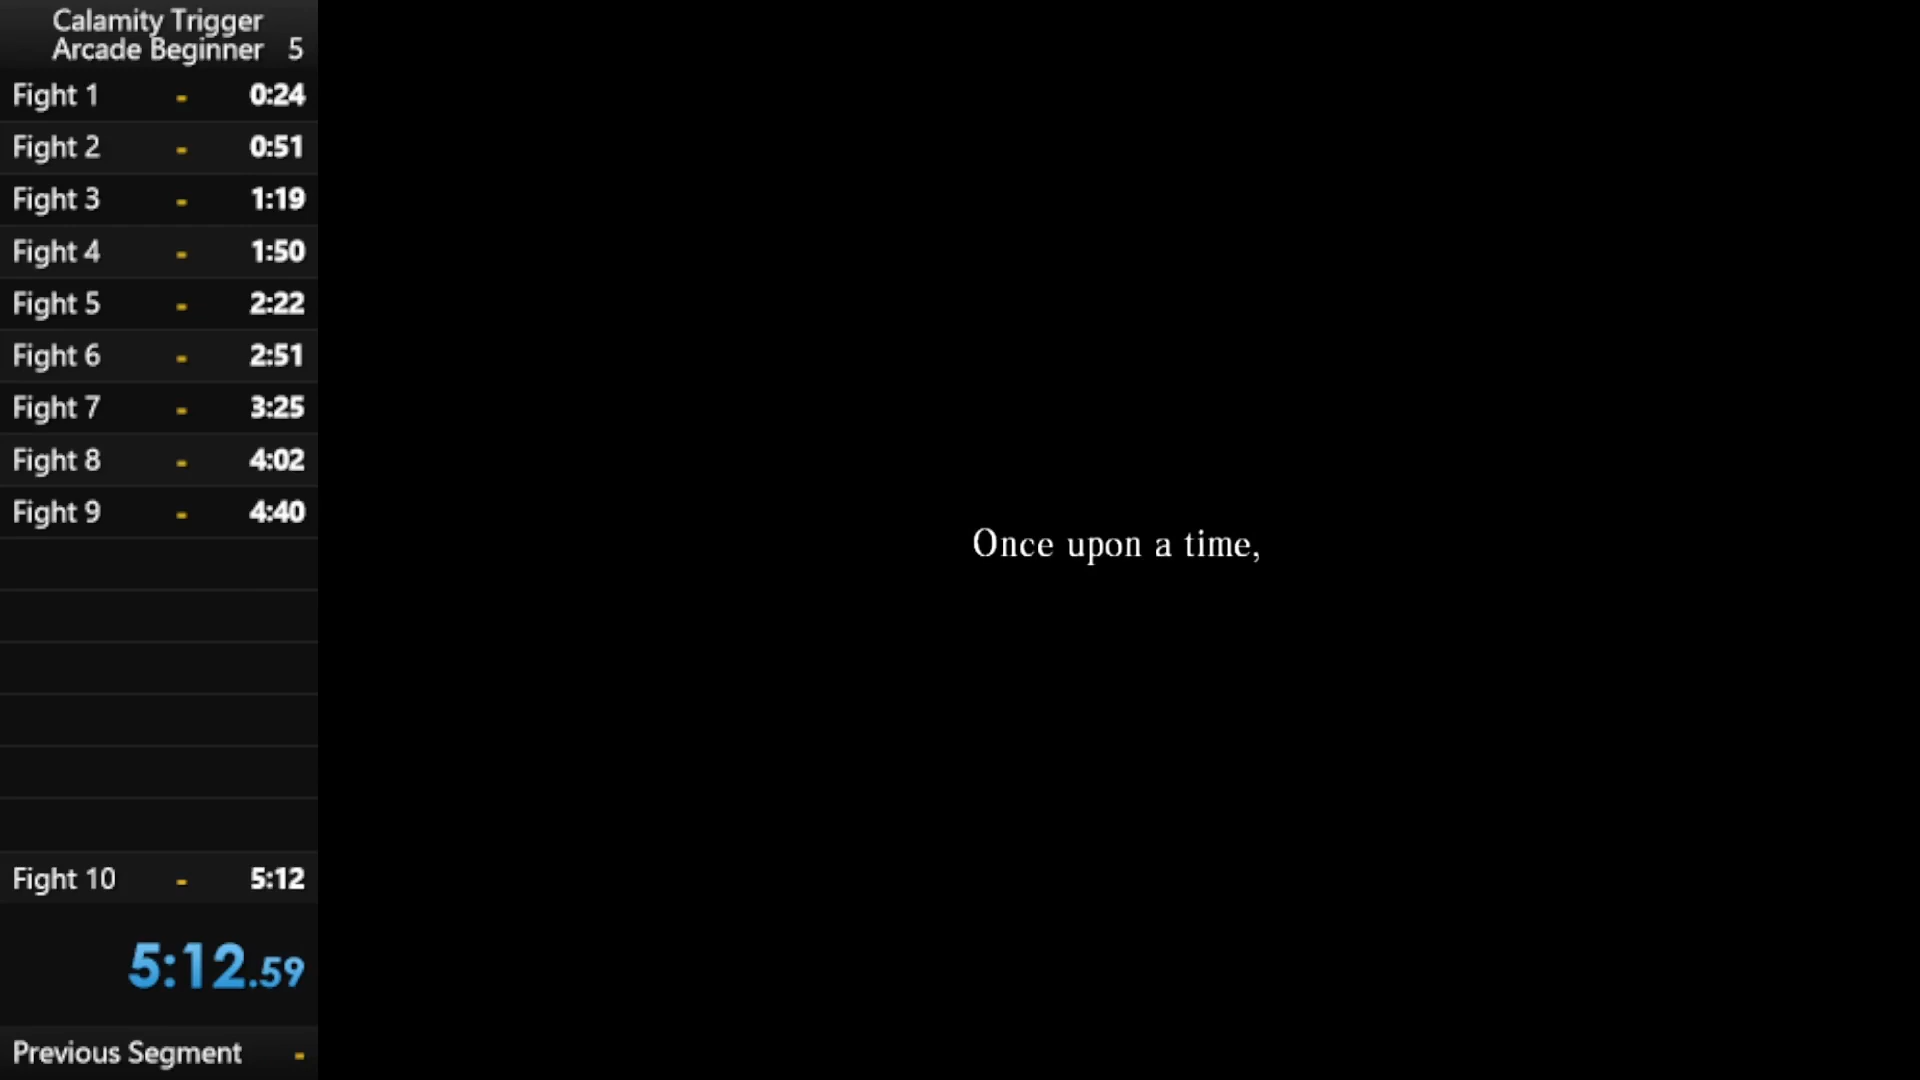 Calamity Trigger
Arcade Beginner 5
Fight 1 - 0:24
Fight 2 - 0:51
Fight 3 - 1:19
Fight 4 - 1:50
Fight 5 - 2:22
Fight 6 - 2:51
Fight 7 - 3:25
Fight 8 - 4:02
Fight 9 - 4:40
Fight 10 - 5:12
5:12.59
Previous Segment -
Once upon a time,